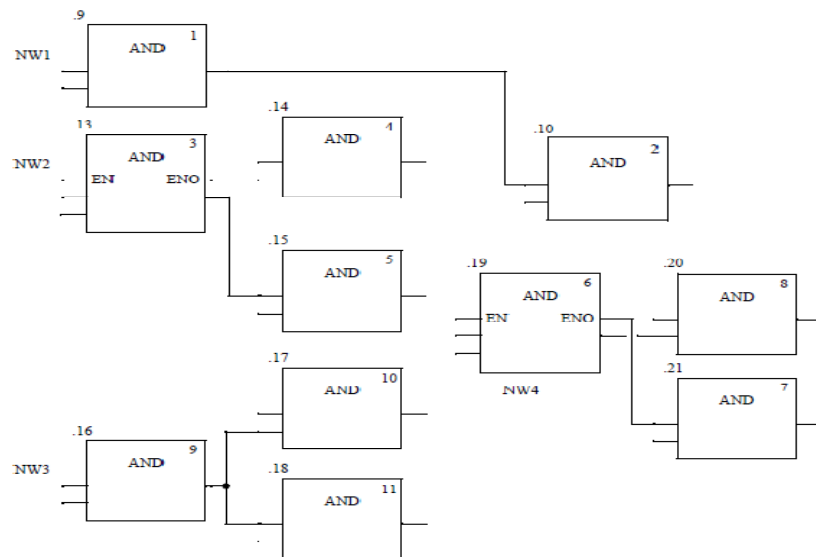 .9
1
AND
NW1
.14
4
AND
.10
2
AND
13
3
AND
NW2
EN ENO
.15
5
AND
.19
6
AND
EN ENO
NW4
.20
8
AND
.21
7
AND
.17
10
AND
.16
9
AND
NW3
.18
11
AND